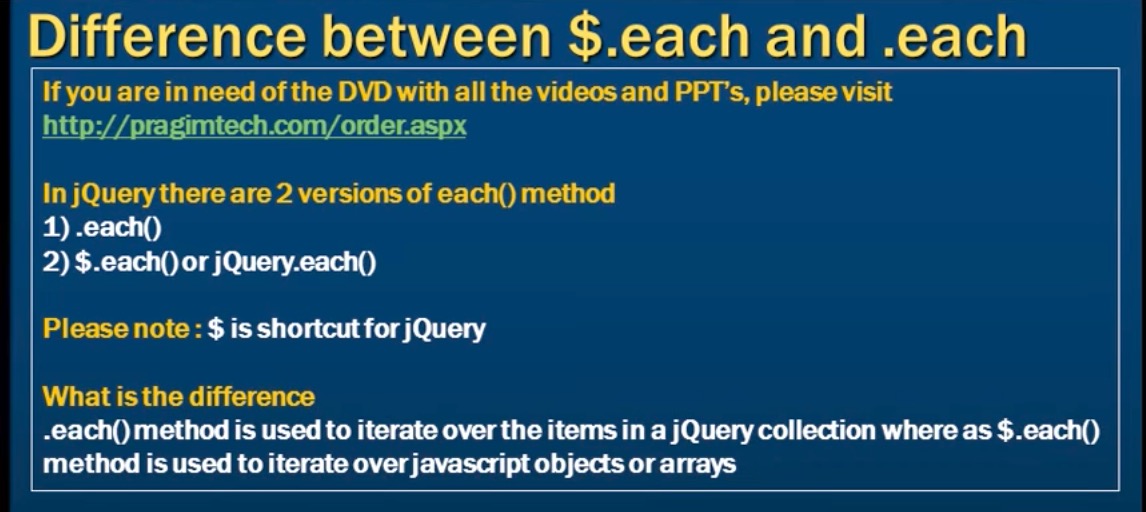 Difference between $.each and .each
If you are in need of the DVD with all the videos and PPT's, please visit
http://pragimtech.com/order.aspx
In jQuery there are 2 versions of each() method
1) .each()
2) $.each() or jQuery.each()
Please note : $ is shortcut for jQuery
What is the difference
.each() method is used to iterate over the items in a jQuery collection where as $.each()
method is used to iterate over javascript objects or arrays